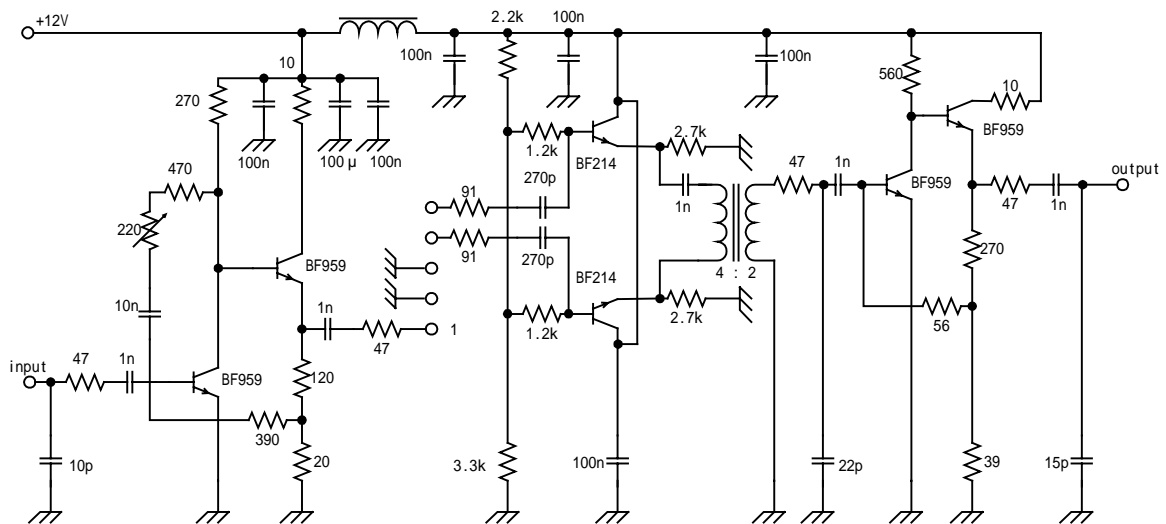 +12V
2.2k
100n
100n
100n
10
560
10
270
BF959
100n
100 µ
100n
1.2k
BF214
2.7k
470
47
1n
BF959
output
91
270p
1n
47
1n
220
91
270p
270
BF959
BF214
4 : 2
10n
1n
47
1
1.2k
2.7k
56
input
47
1n
BF959
120
390
20
10p
3.3k
100n
22p
39
15p